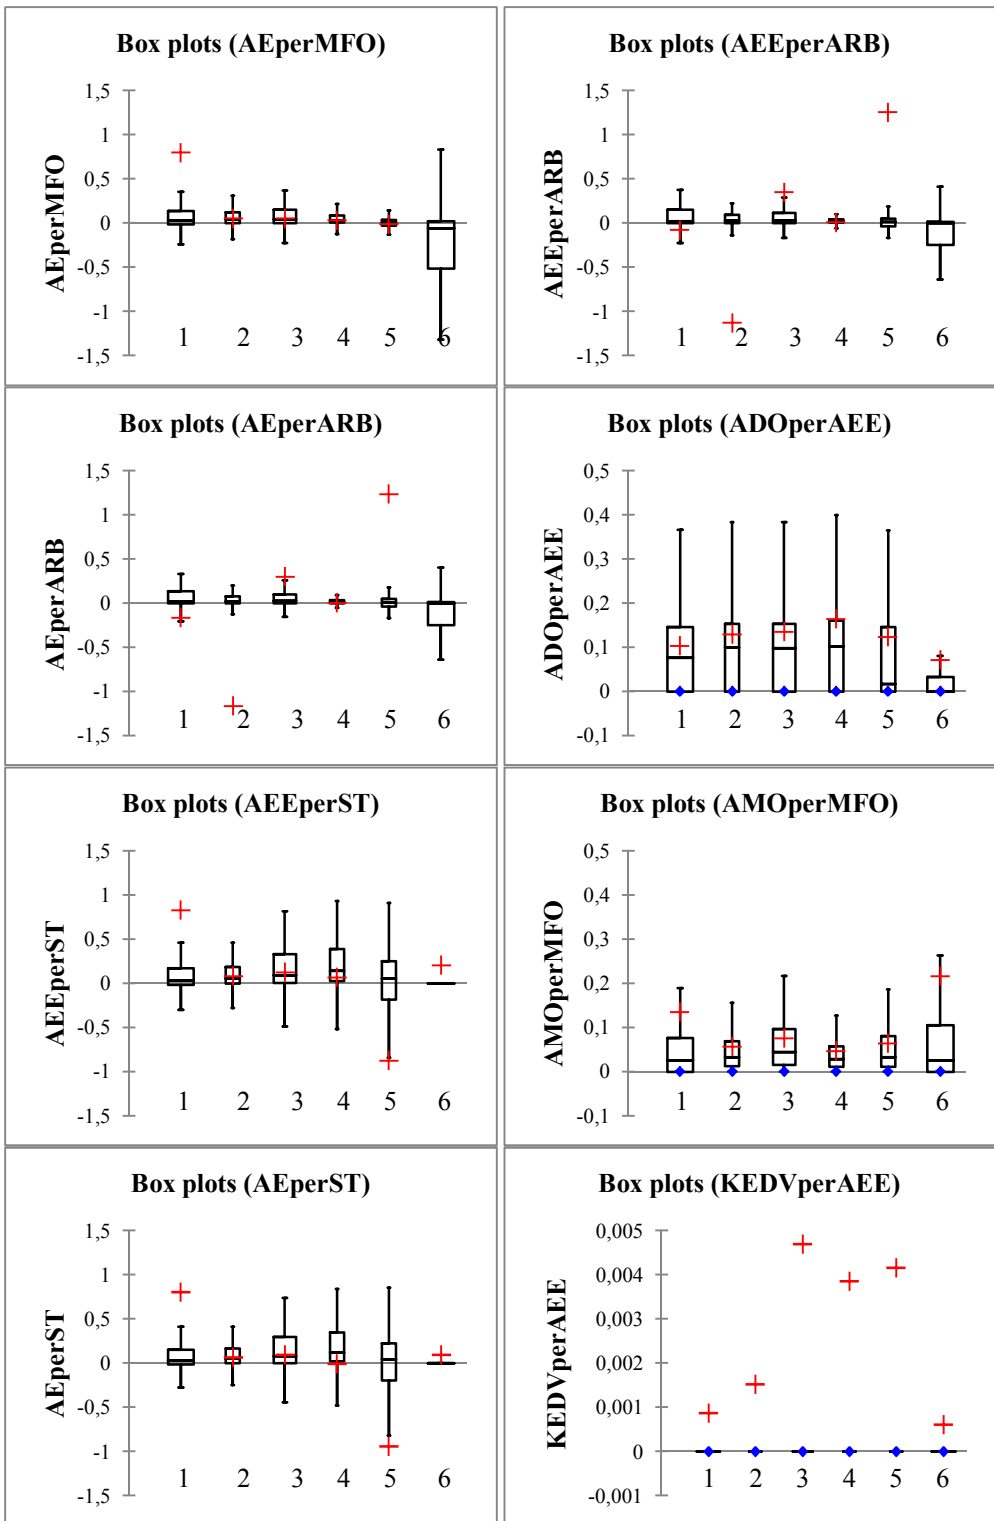 Box plots (AEperMFO)
1,5
1
0,5
0
-0,5
-1
-1,5
AEperMFO
1 2 3 4 5 6
Box plots (AEEperARB)
1,5
1
0,5
0
-0,5
-1
-1,5
AEEperARB
1 2 3 4 5 6
Box plots (AEperARB)
1,5
1
0,5
0
-0,5
-1
-1,5
AEperARB
1 2 3 4 5 6
Box plots (ADOperAEE)
0,5
0,4
0,3
0,2
0,1
0
-0,1
ADOperAEE
1 2 3 4 5 6
Box plots (AEEperST)
1,5
1
0,5
0
-0,5
-1
-1,5
AEEperST
1 2 3 4 5 6
Box plots (AMOperMFO)
0,5
0,4
0,3
0,2
0,1
0
-0,1
AMOperMFO
1 2 3 4 5 6
Box plots (AEperST)
1,5
1
0,5
0
-0,5
-1
-1,5
AEperST
1 2 3 4 5 6
Box plots (KEDVperAEE)
0,005
0,004
0,003
0,002
0,001
0
-0,001
KEDVperAEE
1 2 3 4 5 6